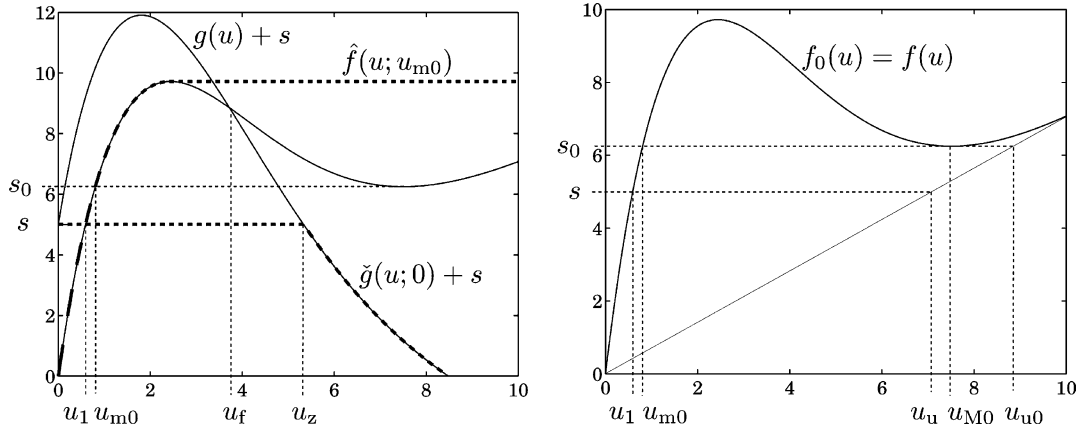 12
g(u) + s
f̂(u; u_m0)
10
8
s_0
6
s
4
ǧ(u; 0) + s
2
0
0 2 4 6 8 10
u_1 u_m0 u_f u_z
10
f_0(u) = f(u)
8
s_0
6
s
4
2
0
0 2 4 6 8 10
u_1 u_m0 u_u u_M0 u_u0